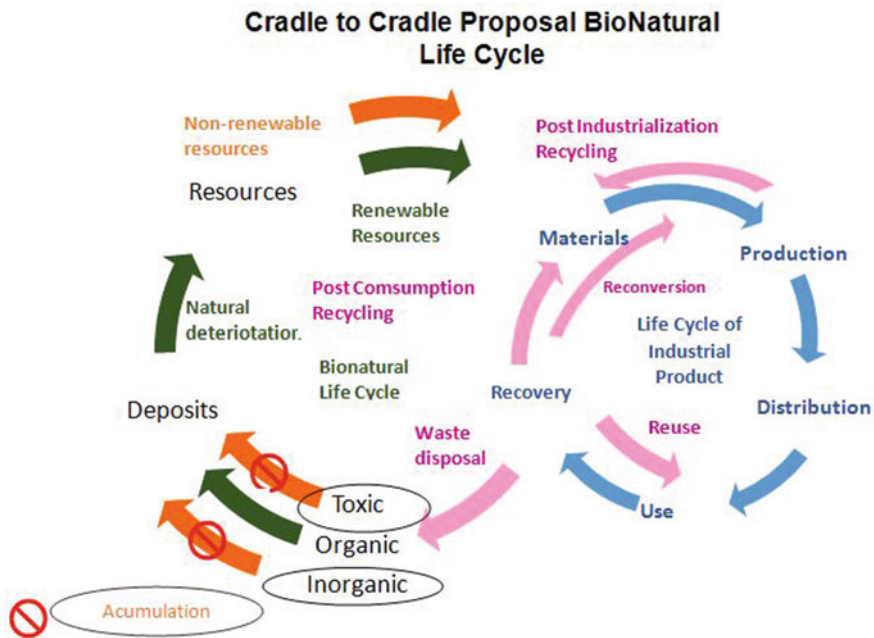 Cradle to Cradle Proposal BioNatural
Life Cycle
Non-renewable
resources
Resources
Renewable
Resources
Post Industrialization
Recycling
Materials
Production
Reconversion
Natural
deteriotatior.
Post Comsumption
Recycling
Life Cycle of
Industrial
Product
Bionatural
Life Cycle
Recovery
Distribution
Deposits
Waste
disposal
Reuse
Use
Toxic
Organic
Inorganic
Acumulation